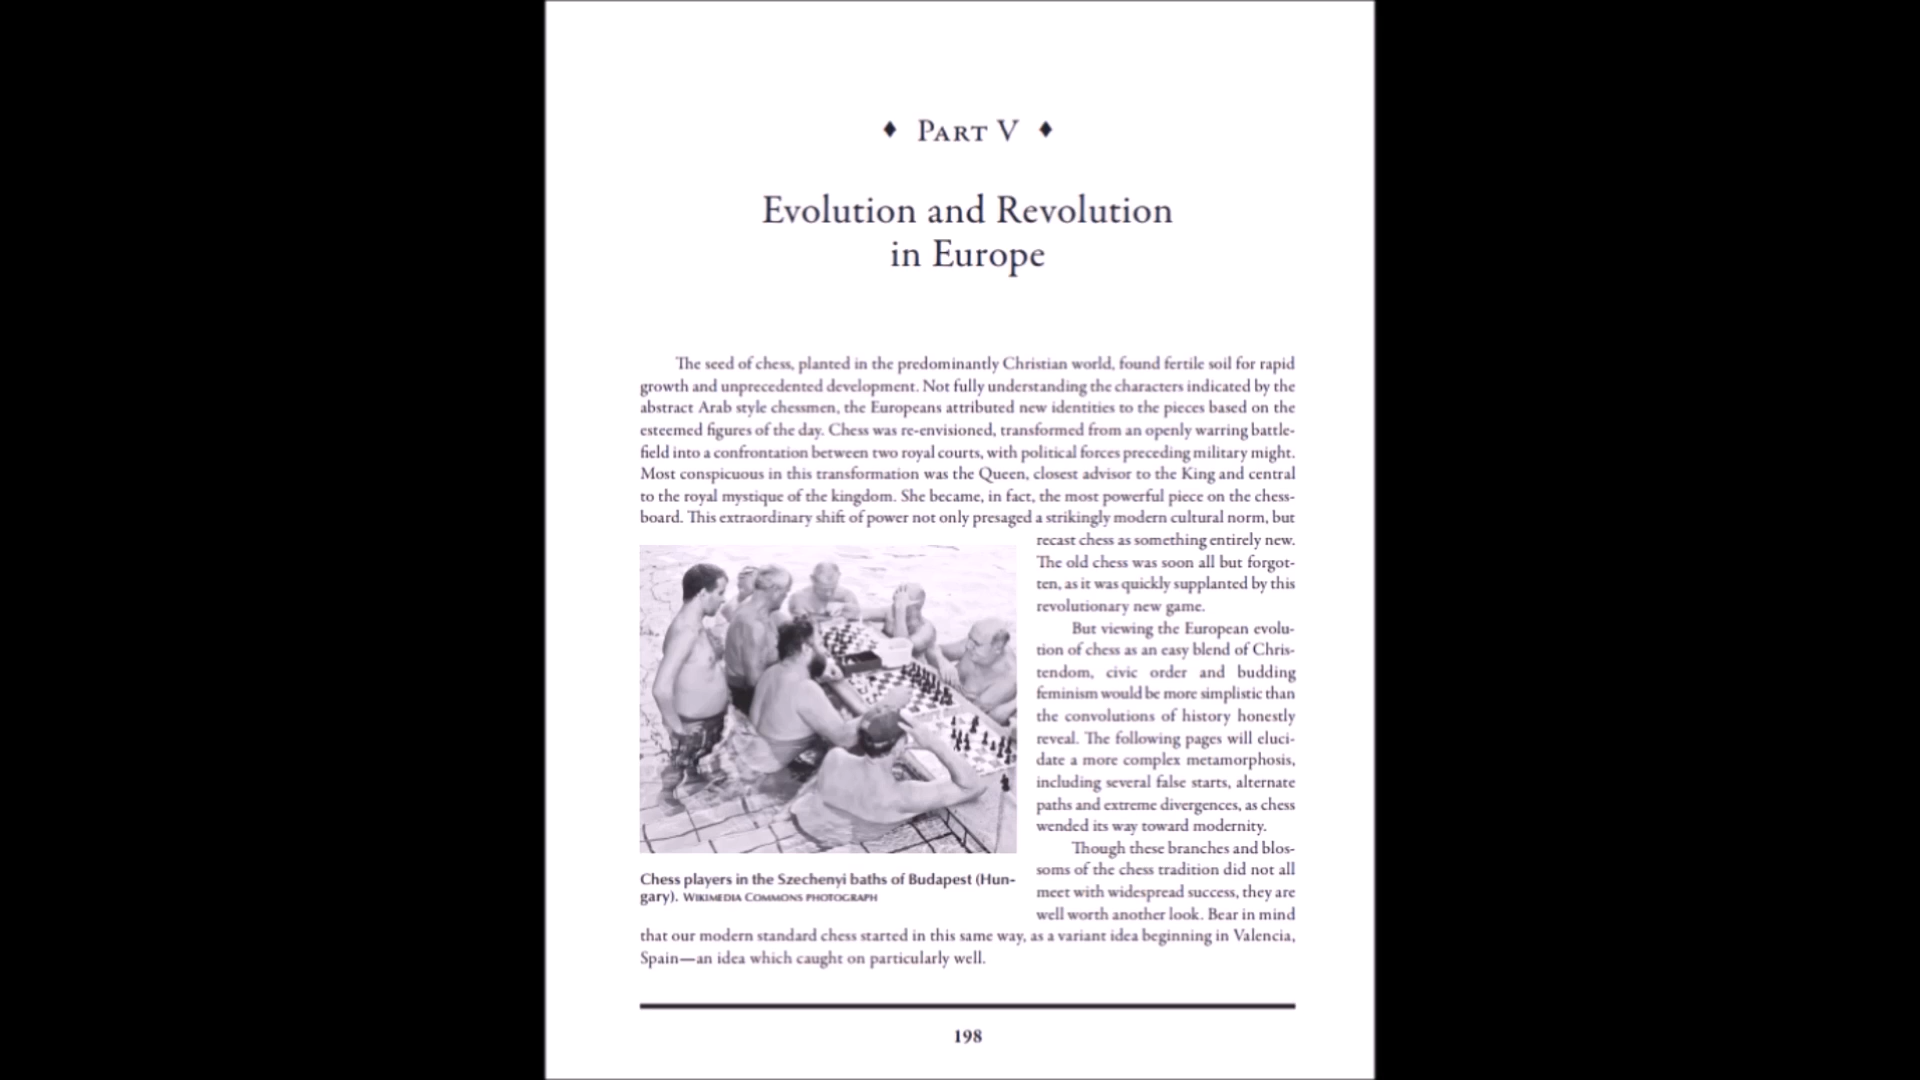 ♦ PART V ♦
Evolution and Revolution
in Europe
The seed of chess, planted in the predominantly Christian world, found fertile soil for rapid
growth and unprecedented development. Not fully understanding the characters indicated by the
abstract Arab style chessmen, the Europeans attributed new identities to the pieces based on the
esteemed figures of the day. Chess was re-envisioned, transformed from an openly warring battle-
field into a confrontation between two royal courts, with political forces preceding military might.
Most conspicuous in this transformation was the Queen, closest advisor to the King and central
to the royal mystique of the kingdom. She became, in fact, the most powerful piece on the chess-
board. This extraordinary shift of power not only presaged a strikingly modern cultural norm, but
recast chess as something entirely new.
The old chess was soon all but forgot-
ten, as it was quickly supplanted by this
revolutionary new game.
But viewing the European evolu-
tion of chess as an easy blend of Chris-
tendom, civic order and budding
feminism would be more simplistic than
the convolutions of history honestly
reveal. The following pages will eluci-
date a more complex metamorphosis,
including several false starts, alternate
paths and extreme divergences, as chess
wended its way toward modernity.
Though these branches and blos-
soms of the chess tradition did not all
meet with widespread success, they are
well worth another look. Bear in mind
that our modern standard chess started in this same way, as a variant idea beginning in Valencia,
Spain—an idea which caught on particularly well.
Chess players in the Szechenyi baths of Budapest (Hun-
gary). WIKIMEDIA COMMONS PHOTOGRAPH
198